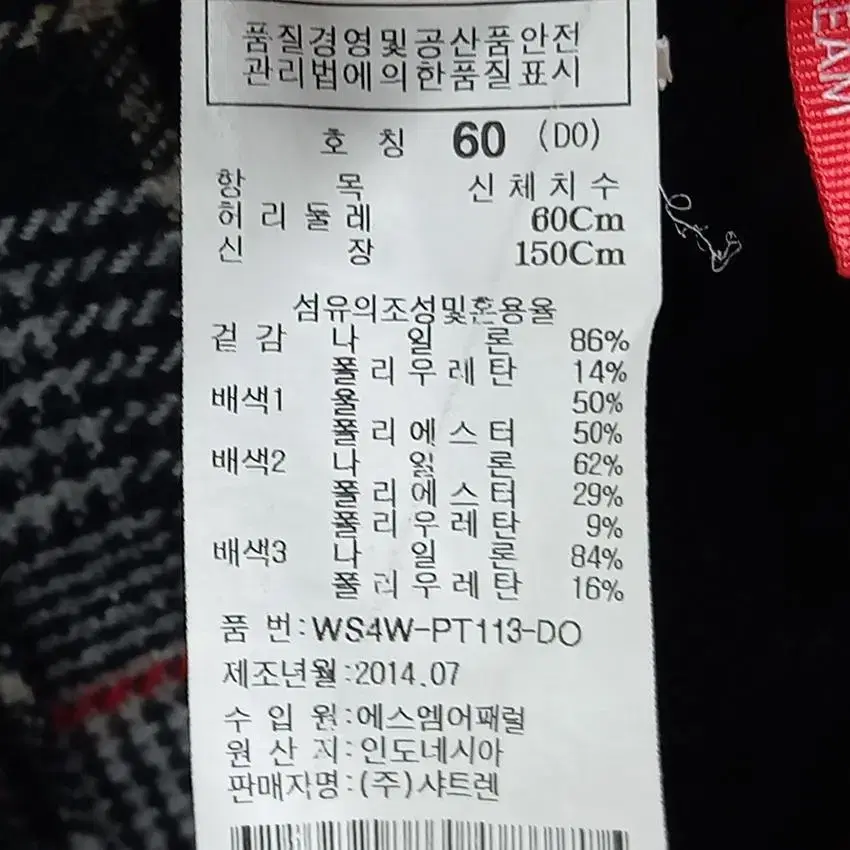 품질경영및공산품안전
관리법에의한품질표시
호 칭 60 (DO)
항 목 신체치수
허리둘레 60Cm
신 장 150Cm
섬유의조성및혼용율
겉감 나 일 론 86%
폴리우레탄 14%
배색1 울 50%
폴리에스터 50%
배색2 나 일 론 62%
폴리에스터 29%
폴리우레탄 9%
배색3 나 일 론 84%
폴리우레탄 16%
품 번:WS4W-PT113-DO
제조년월:2014.07
수 입 원:에스엠어패럴
원 산 지:인도네시아
판매자명:(주)샤트렌